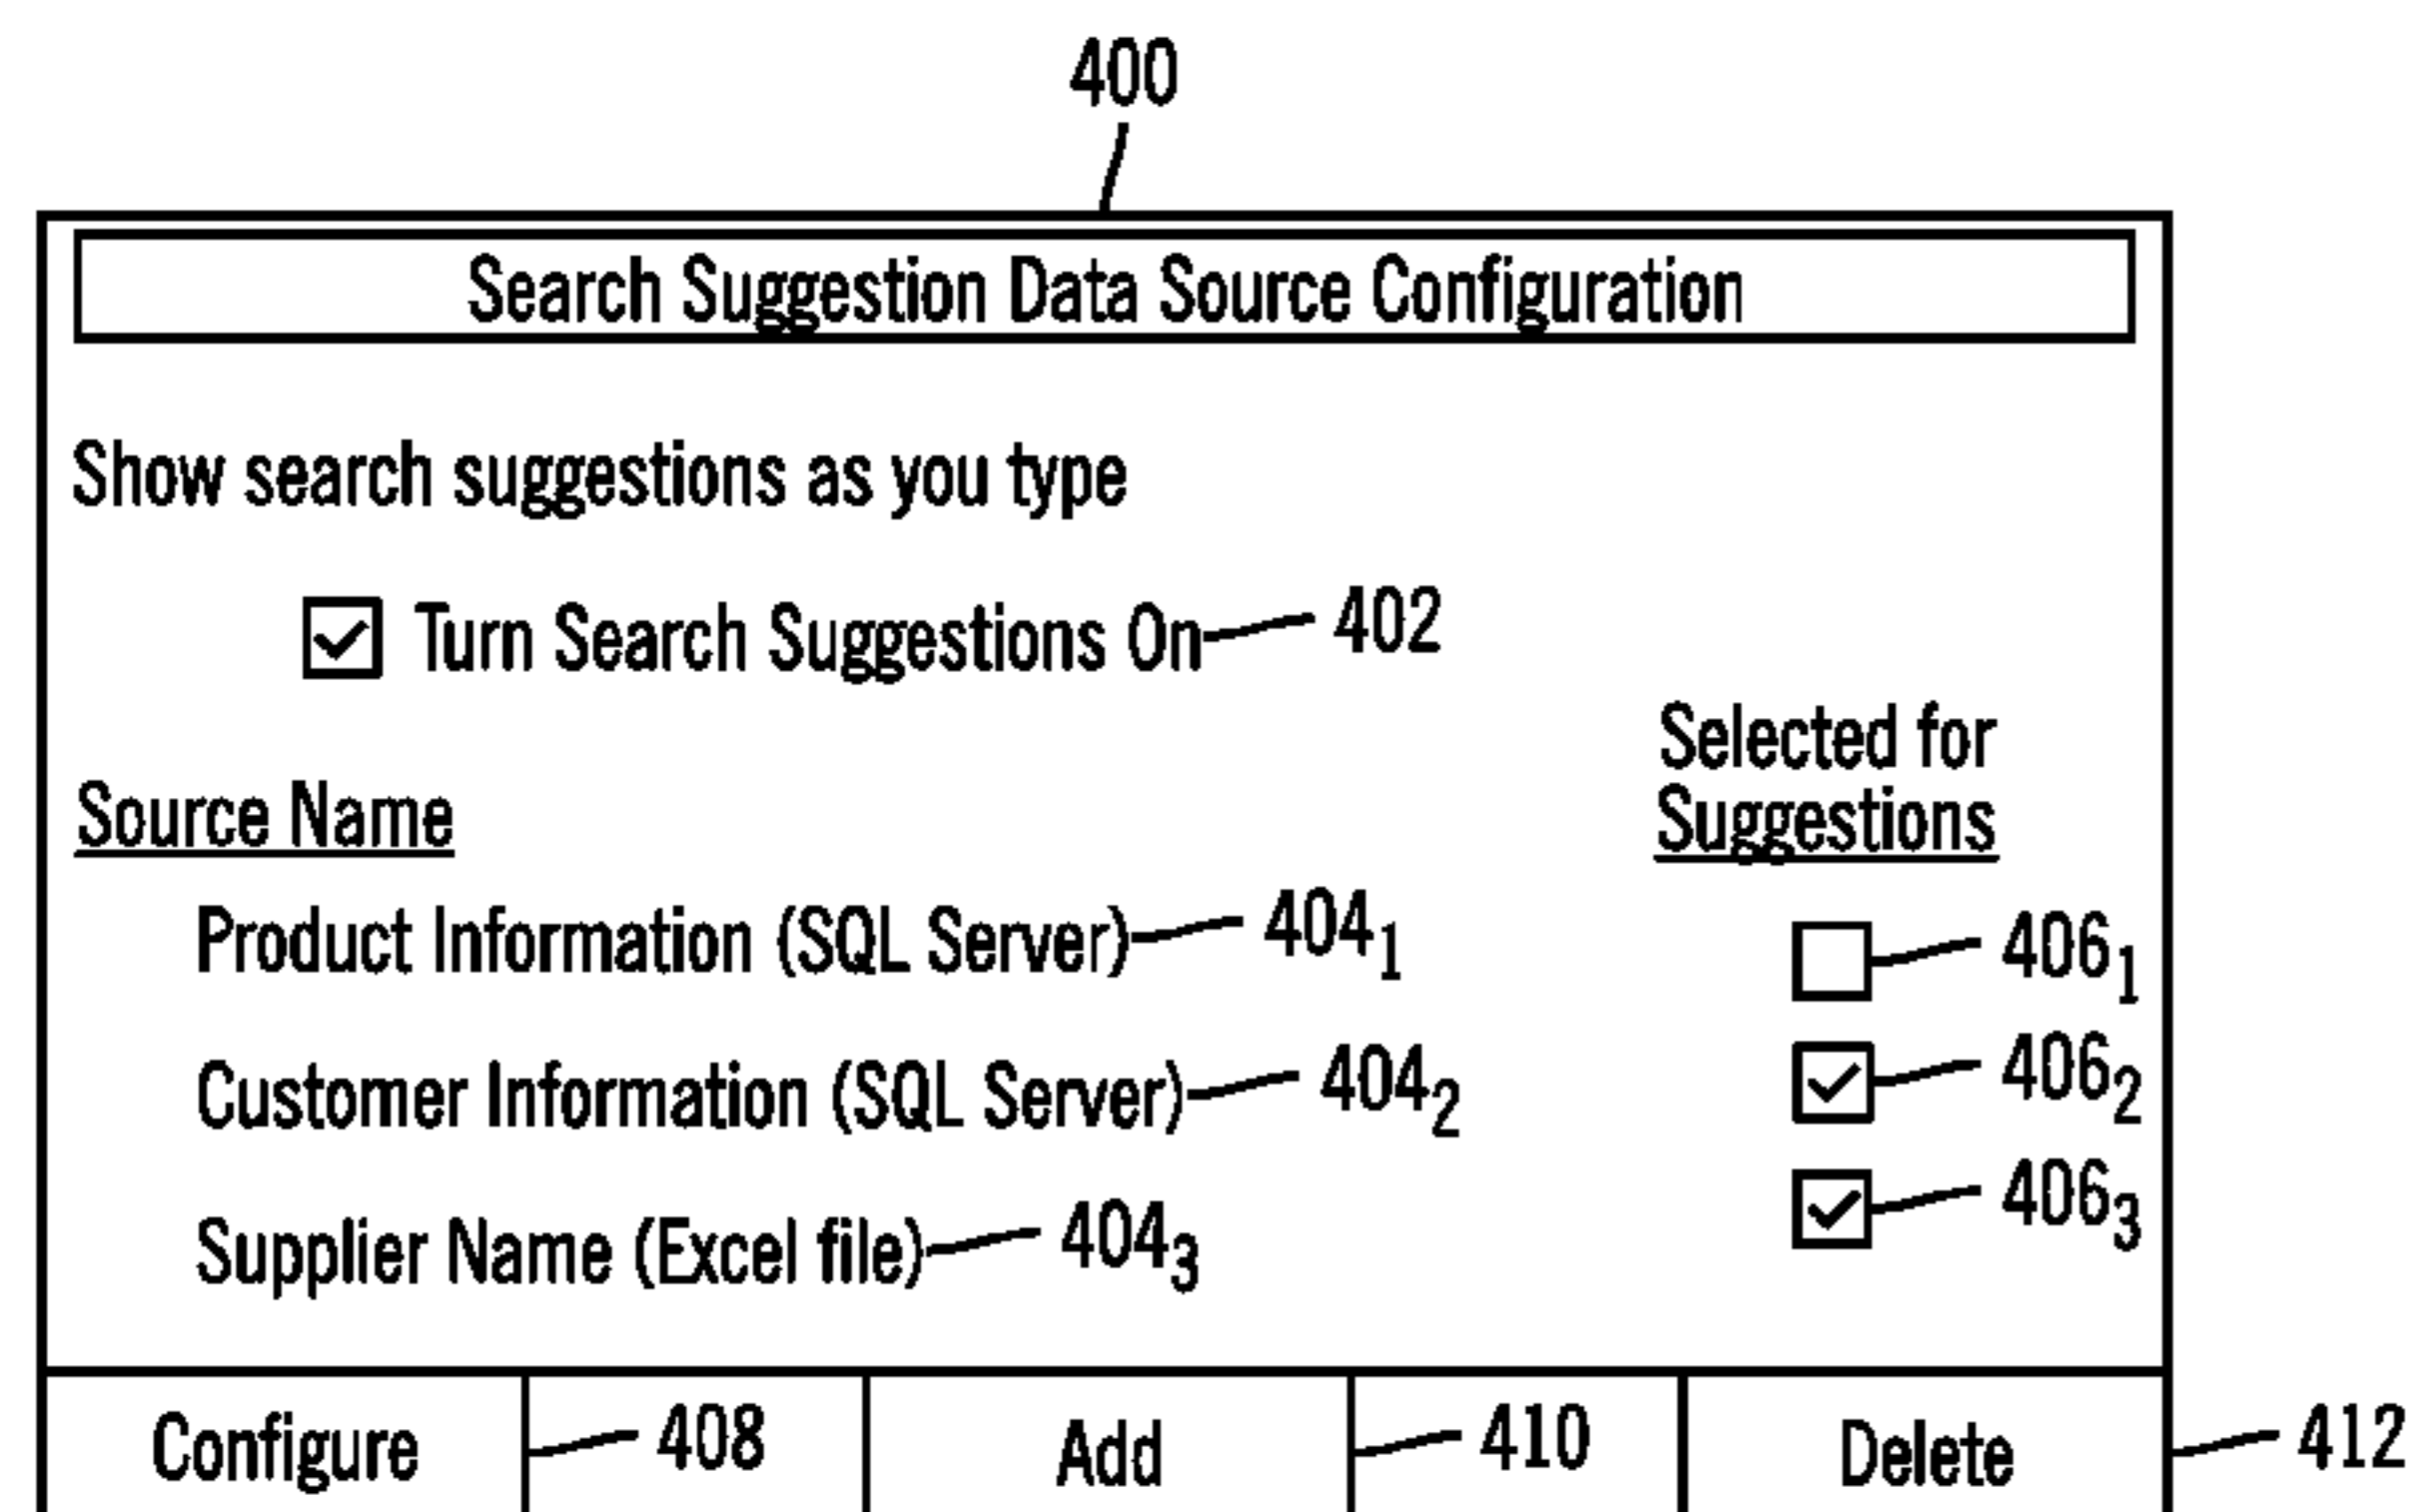 400
Search Suggestion Data Source Configuration
Show search suggestions as you type
Turn Search Suggestions On 402
Selected for
Source Name Suggestions
Product Information (SQL Server) 404₁ 406₁
Customer Information (SQL Server) 404₂ 406₂
Supplier Name (Excel file) 404₃ 406₃
Configure 408 Add 410 Delete 412